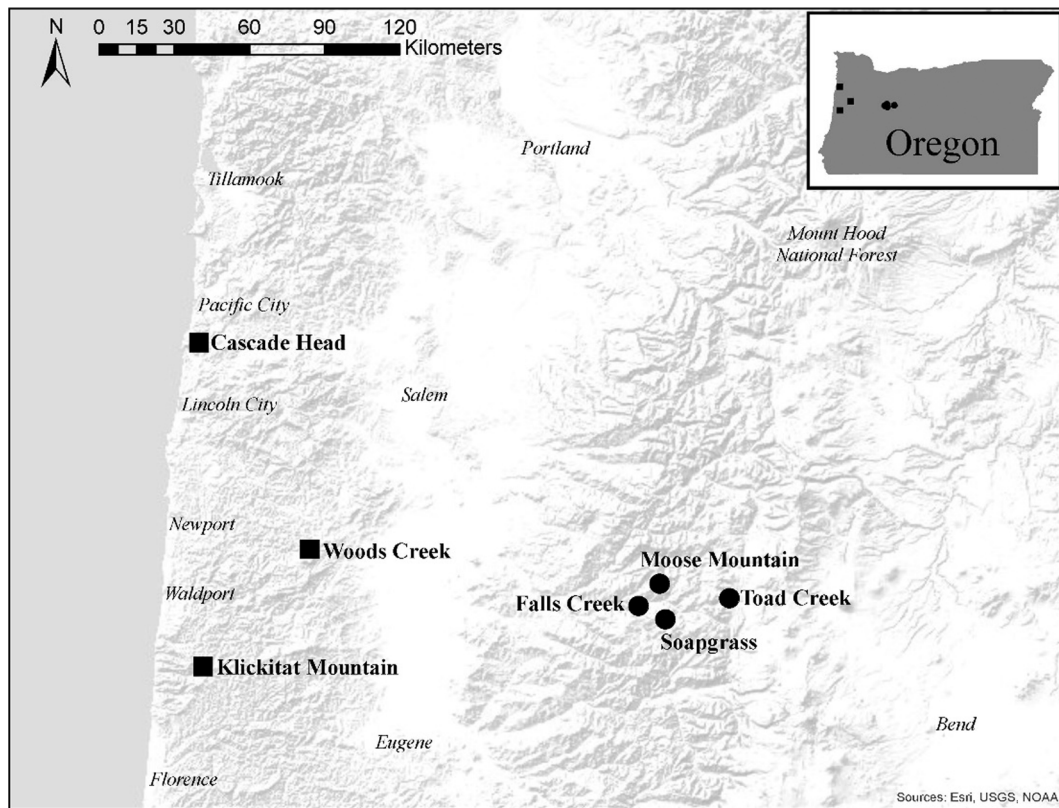 N
0 15 30 60 90 120
Kilometers
Oregon
Portland
Tillamook
Mount Hood
National Forest
Pacific City
Cascade Head
Lincoln City
Salem
Newport
Woods Creek
Moose Mountain
Waldport
Falls Creek
Toad Creek
Soapgrass
Klickitat Mountain
Bend
Eugene
Florence
Sources: Esri, USGS, NOAA